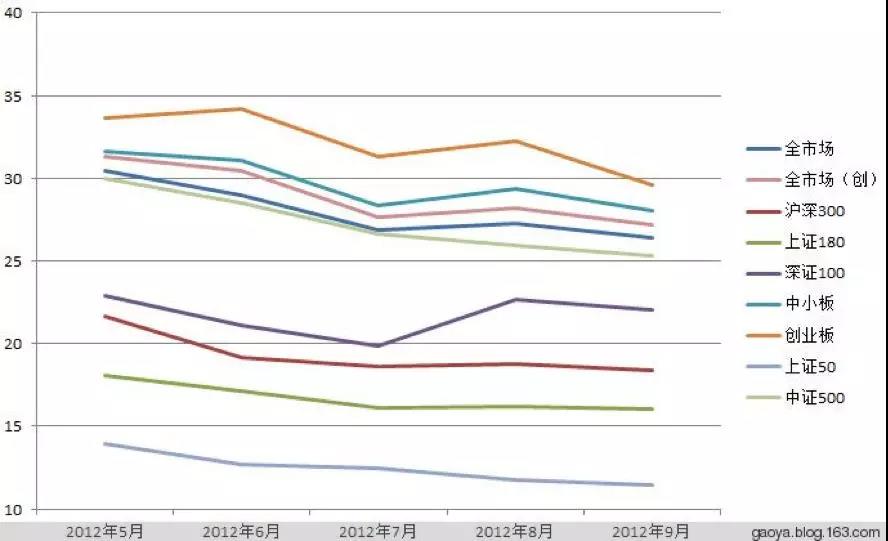 40
35
30
25
20
15
10
2012年5月
2012年6月
2012年7月
2012年8月
2012年9月
全市场
全市场（创）
沪深300
上证180
深证100
中小板
创业板
上证50
中证500
gaoya.blog.163.com